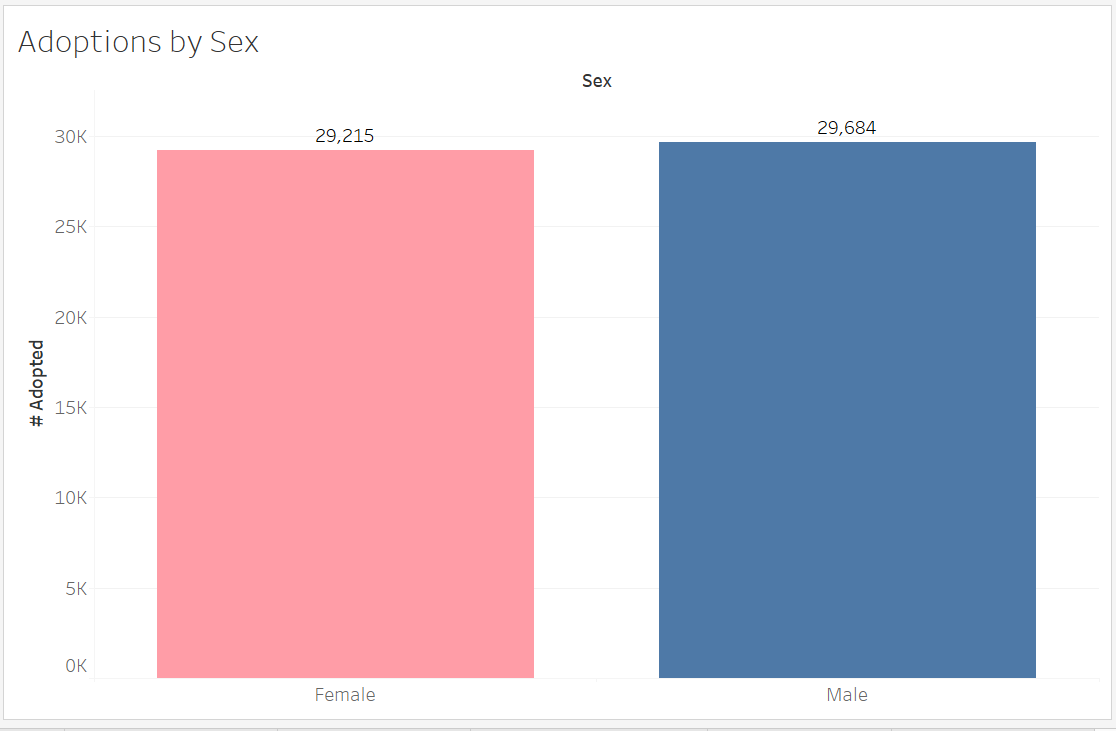 Adoptions by Sex
Sex
30K
29,215
29,684
25K
20K
15K
10K
5K
0K
# Adopted
Female
Male